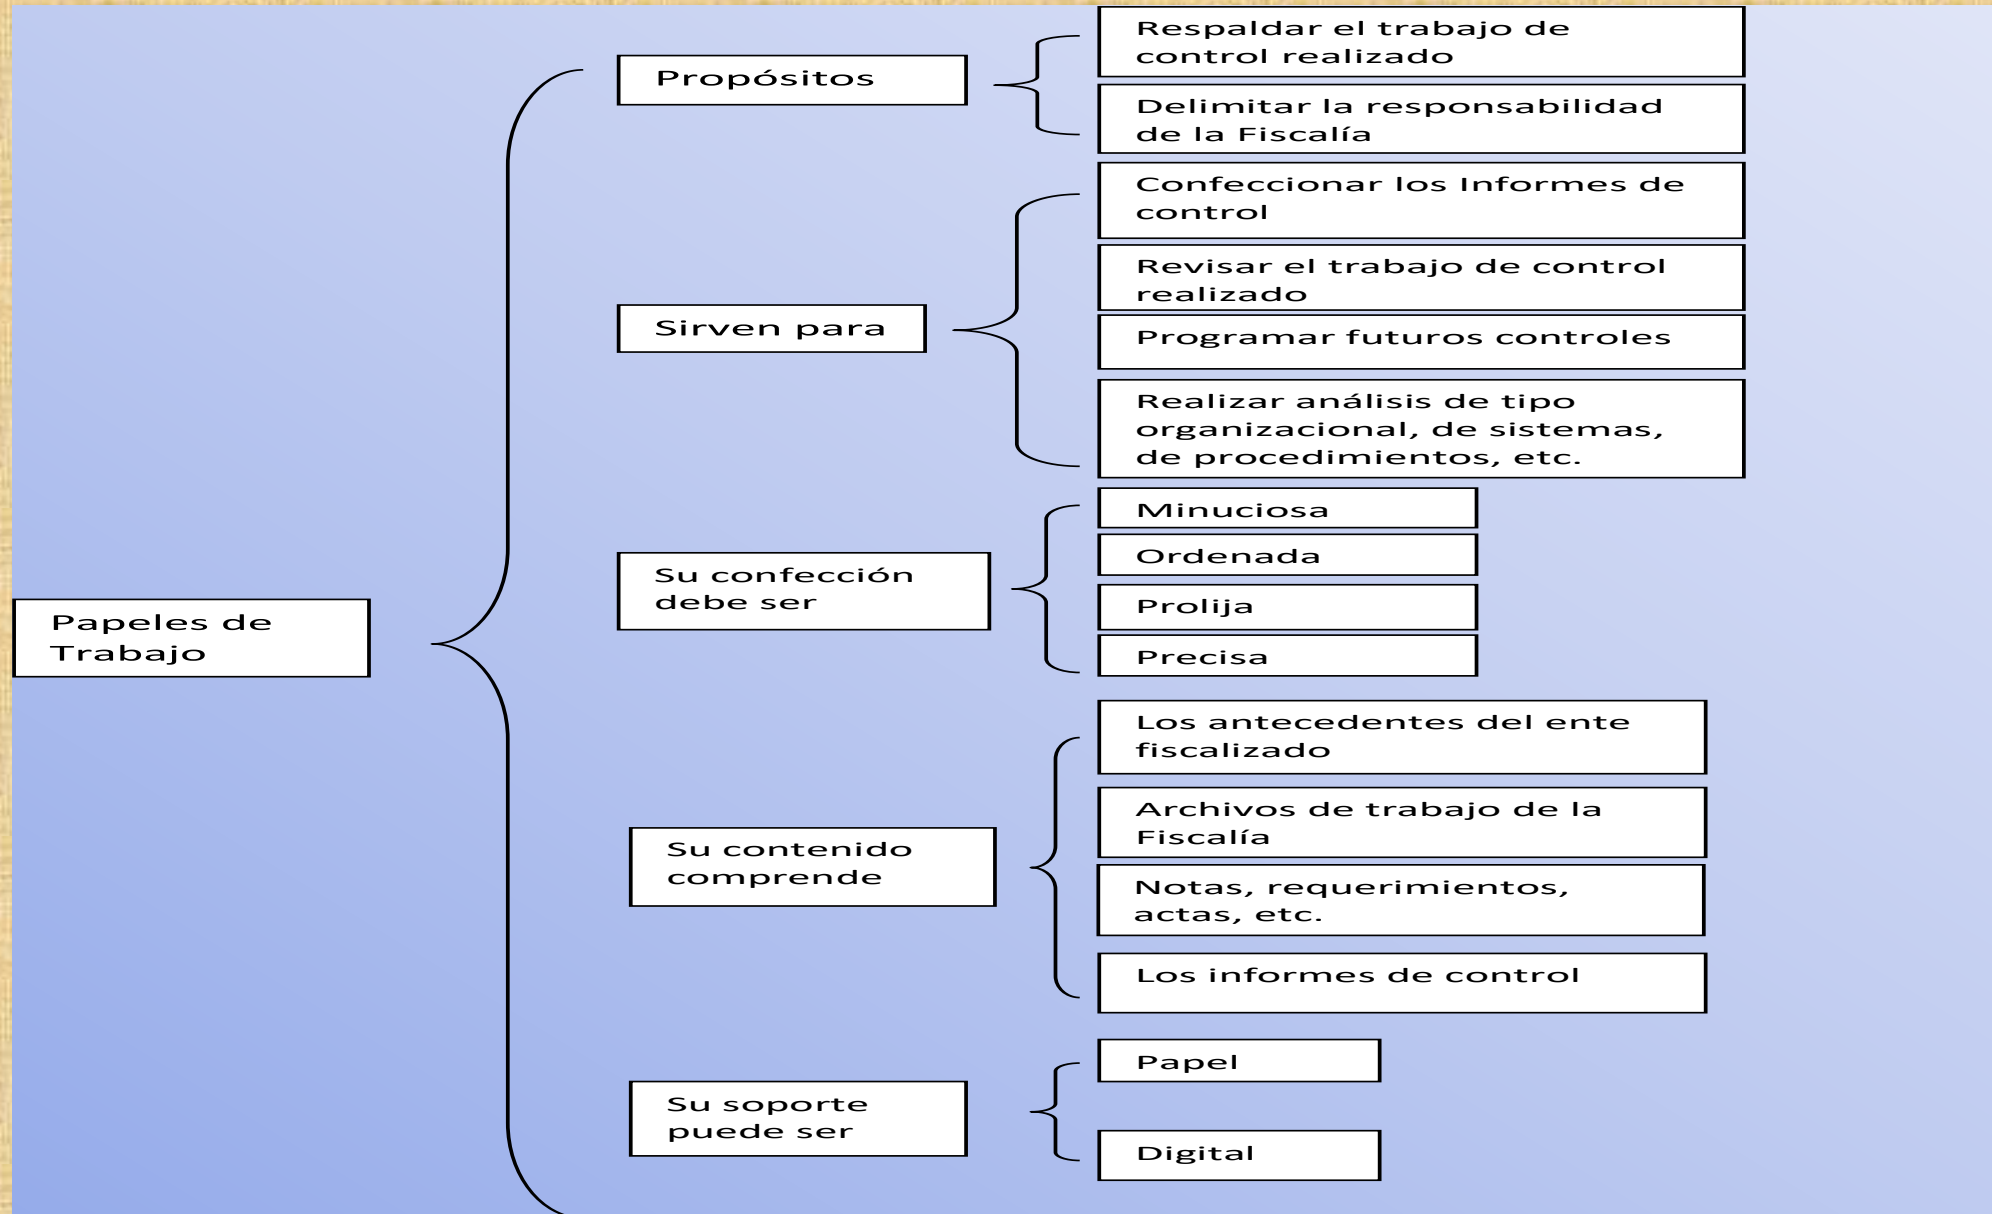 Papeles de
Trabajo
Propósitos
Respaldar el trabajo de
control realizado
Delimitar la responsabilidad
de la Fiscalía
Sirven para
Confeccionar los Informes de
control
Revisar el trabajo de control
realizado
Programar futuros controles
Realizar análisis de tipo
organizacional, de sistemas,
de procedimientos, etc.
Su confección
debe ser
Minuciosa
Ordenada
Prolija
Precisa
Su contenido
comprende
Los antecedentes del ente
fiscalizado
Archivos de trabajo de la
Fiscalía
Notas, requerimientos,
actas, etc.
Los informes de control
Su soporte
puede ser
Papel
Digital